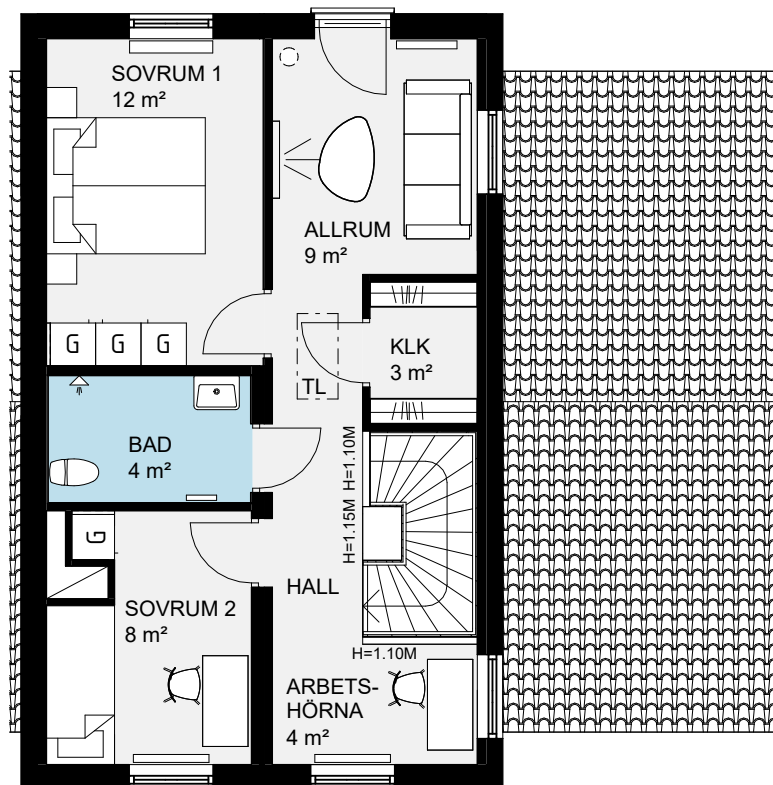 SOVRUM 1
12 m²
ALLRUM
9 m²
G G G
TL
KLK
3 m²
BAD
4 m²
H=1.10M
H=1.15M
G
HALL
SOVRUM 2
8 m²
H=1.10M
ARBETS-
HÖRNA
4 m²